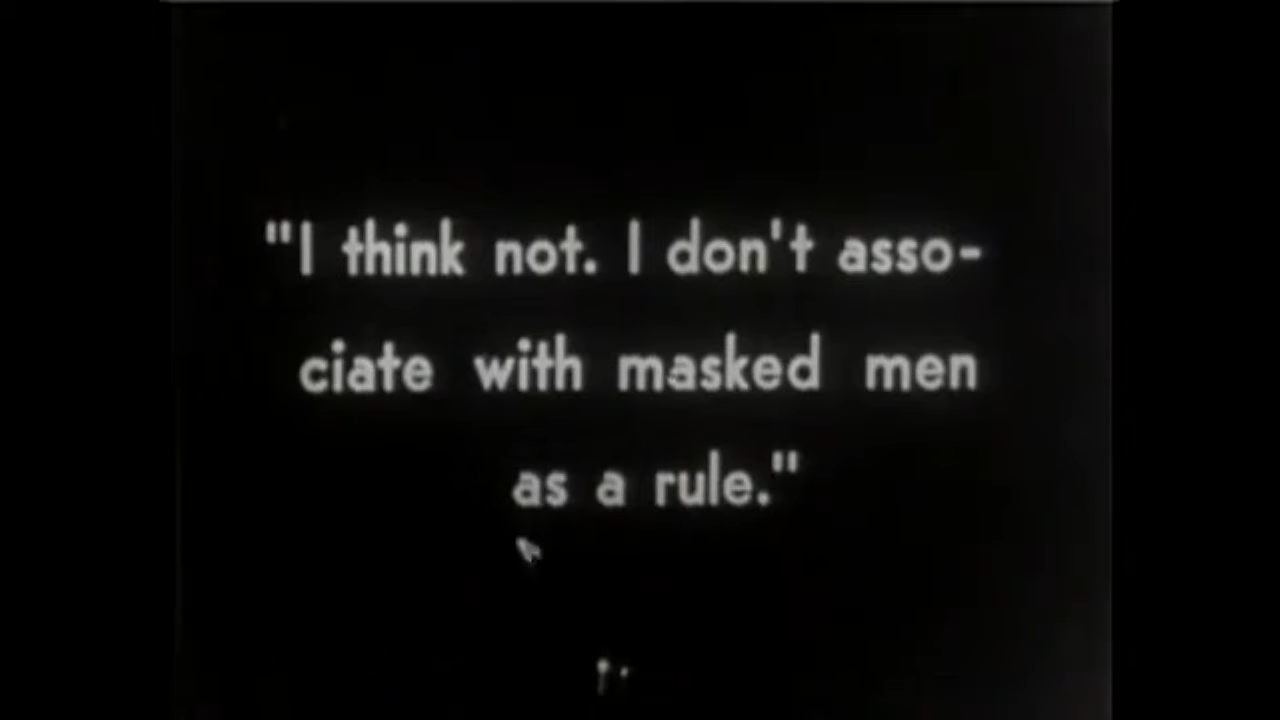 "I think not. I don't asso-
ciate with masked men
as a rule."